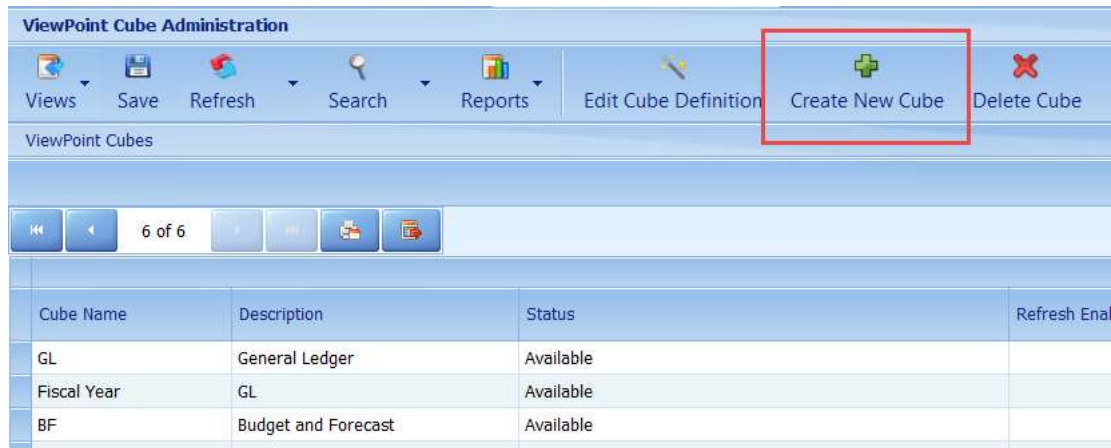 ViewPoint Cube Administration
Views Save Refresh Search Reports Edit Cube Definition Create New Cube Delete Cube
ViewPoint Cubes
6 of 6
Cube Name Description Status Refresh Enal
GL General Ledger Available
Fiscal Year GL Available
BF Budget and Forecast Available